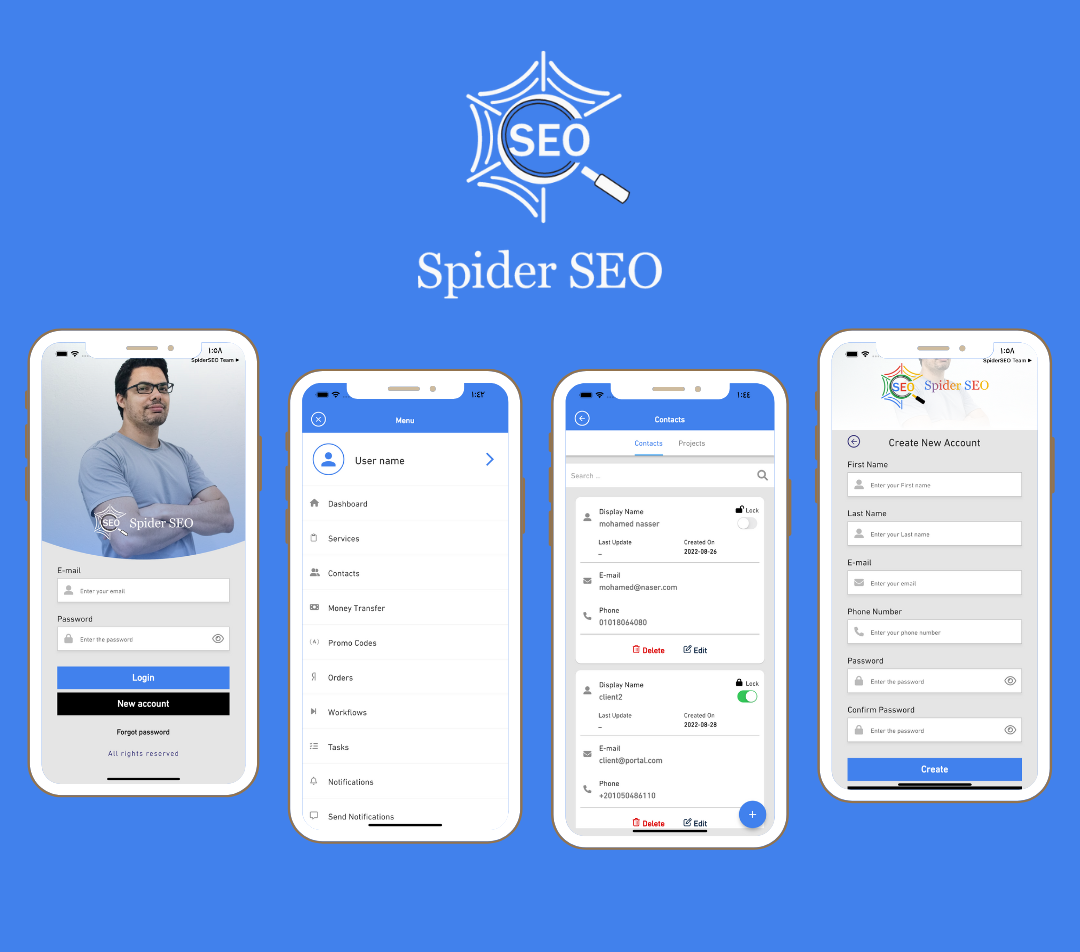 SEO
Spider SEO
١:٥٨
SpiderSEO Team
SEO Spider SEO
E-mail
Enter your email
Password
Enter the password
Login
New account
Forgot password
All rights reserved
١:٤٢
Menu
User name
Dashboard
Services
Contacts
Money Transfer
Promo Codes
Orders
Workflows
Tasks
Notifications
Send Notifications
١:٤٤
Contacts
Contacts Projects
Search ...
Display Name Lock
mohamed nasser
Last Update Created On
_ 2022-08-26
E-mail
mohamed@naser.com
Phone
01018064080
Delete Edit
Display Name Lock
client2
Last Update Created On
_ 2022-08-28
E-mail
client@portal.com
Phone
+201050486110
Delete Edit
+
١:٥٨
SpiderSEO Team
SEO Spider SEO
Create New Account
First Name
Enter your First name
Last Name
Enter your Last name
E-mail
Enter your email
Phone Number
Enter your phone number
Password
Enter the password
Confirm Password
Enter the password
Create